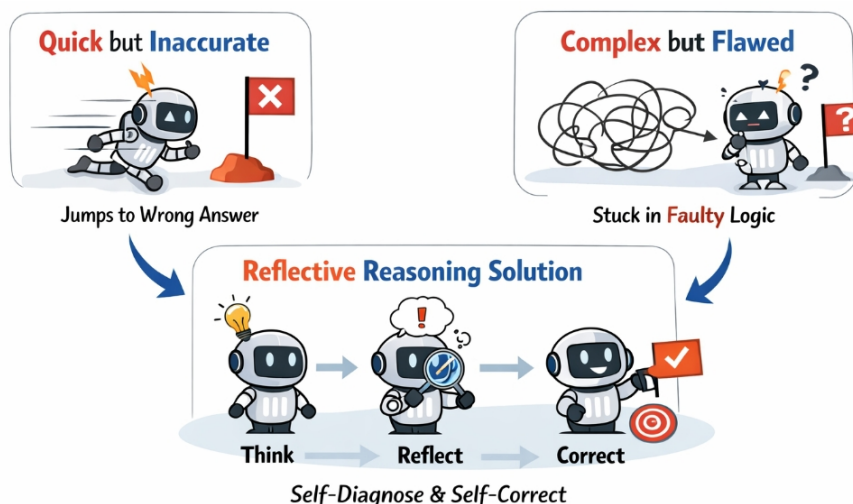 Quick but Inaccurate
Jumps to Wrong Answer
Complex but Flawed
??
?
Stuck in Faulty Logic
Reflective Reasoning Solution
!
Think
Reflect
Correct
Self-Diagnose & Self-Correct